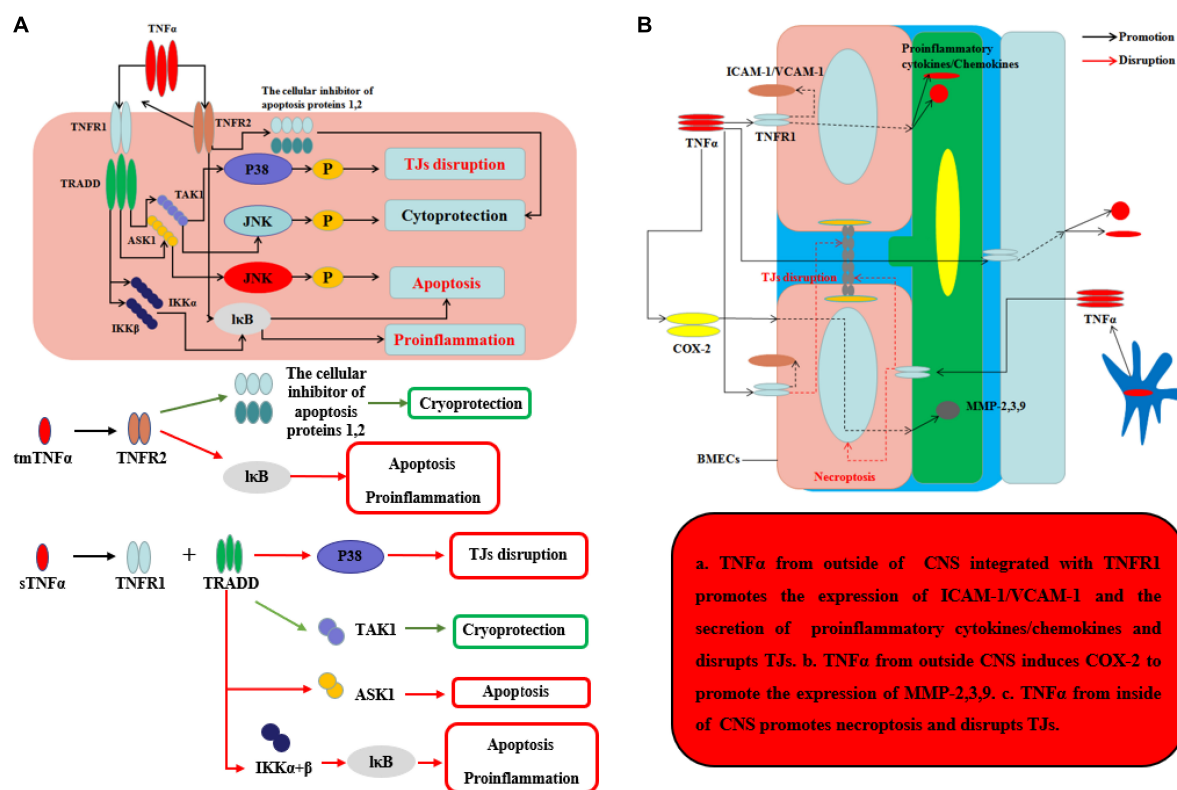 A
TNFα
TNFR1
TNFR2
The cellular inhibitor of
apoptosis proteins 1,2
TRADD
TAK1
ASK1
IKKα
IKKβ
P38
P
TJs disruption
JNK
P
Cytoprotection
JNK
P
Apoptosis
lκB
Proinflammation
tmTNFα
TNFR2
The cellular
inhibitor of
apoptosis
proteins 1,2
Cryoprotection
lκB
Apoptosis
Proinflammation
sTNFα
TNFR1
+
TRADD
P38
TJs disruption
TAK1
Cryoprotection
ASK1
Apoptosis
IKKα+β
lκB
Apoptosis
Proinflammation
B
Promotion
Disruption
Proinflammatory
cytokines/Chemokines
ICAM-1/VCAM-1
TNFα
TNFR1
TJs disruption
COX-2
TNFα
MMP-2,3,9
BMECs
Necroptosis
a. TNFα from outside of CNS integrated with TNFR1
promotes the expression of ICAM-1/VCAM-1 and the
secretion of proinflammatory cytokines/chemokines and
disrupts TJs. b. TNFα from outside CNS induces COX-2 to
promote the expression of MMP-2,3,9. c. TNFα from inside
of CNS promotes necroptosis and disrupts TJs.